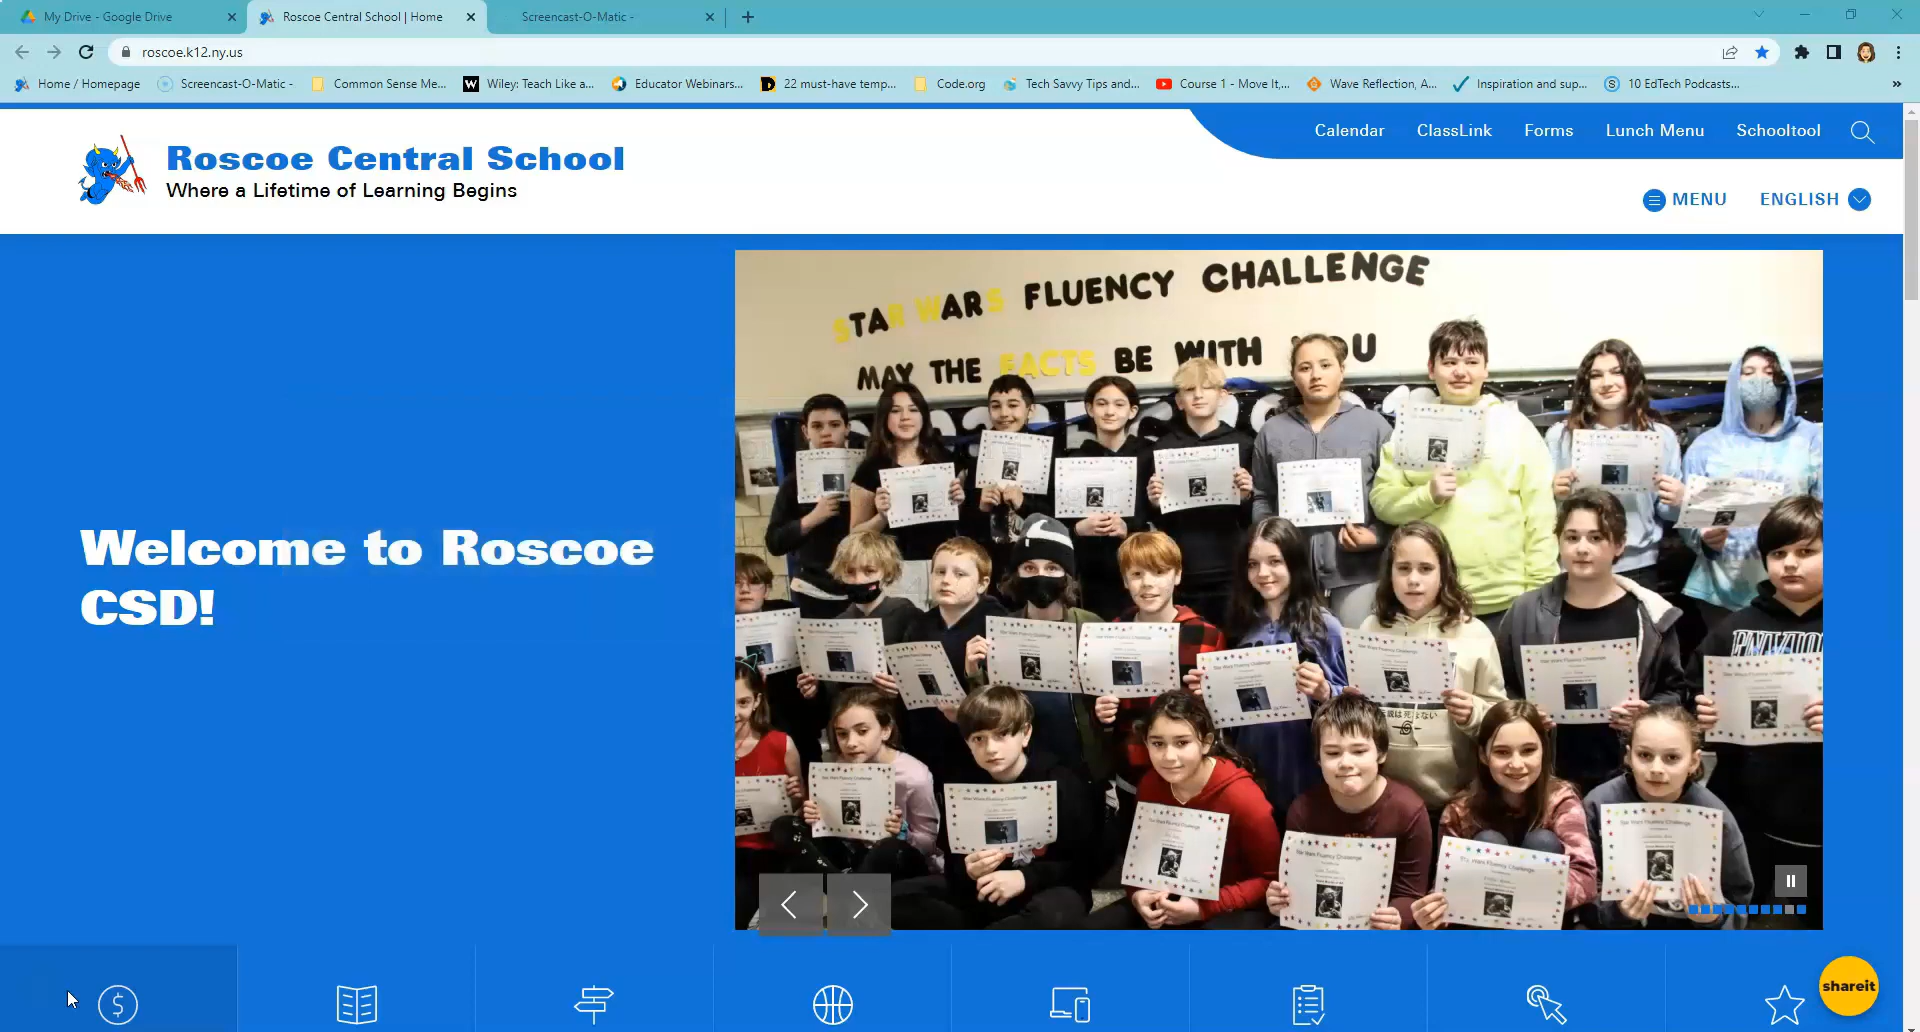 My Drive - Google Drive
Roscoe Central School | Home
Screencast-O-Matic -
roscoe.k12.ny.us
Home / Homepage
Screencast-O-Matic -
Common Sense Me...
Wiley: Teach Like a...
Educator Webinars...
22 must-have temp...
Code.org
Tech Savvy Tips and...
Course 1 - Move It,...
Wave Reflection, A...
Inspiration and sup...
10 EdTech Podcasts...
»
Calendar
ClassLink
Forms
Lunch Menu
Schooltool
Roscoe Central School
Where a Lifetime of Learning Begins
MENU
ENGLISH
STAR WARS FLUENCY CHALLENGE
MAY THE FACTS BE WITH YOU
Welcome to Roscoe
CSD!
shareit